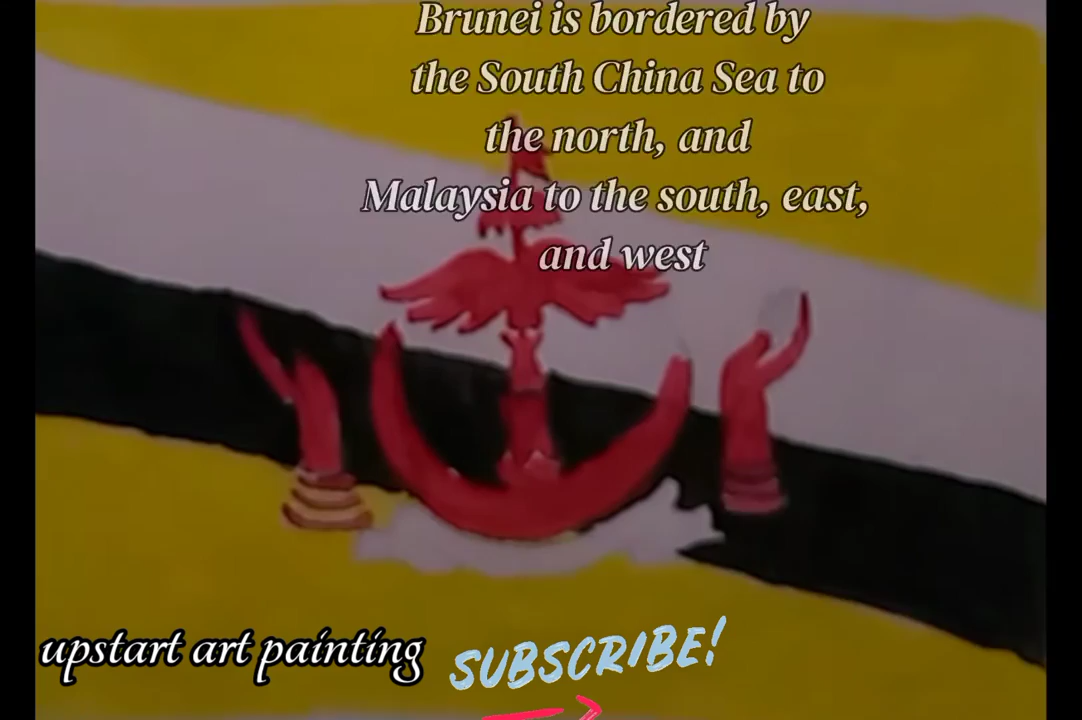 Brunei is bordered by
the South China Sea to
the north, and
Malaysia to the south, east,
and west
upstart art painting
SUBSCRIBE!